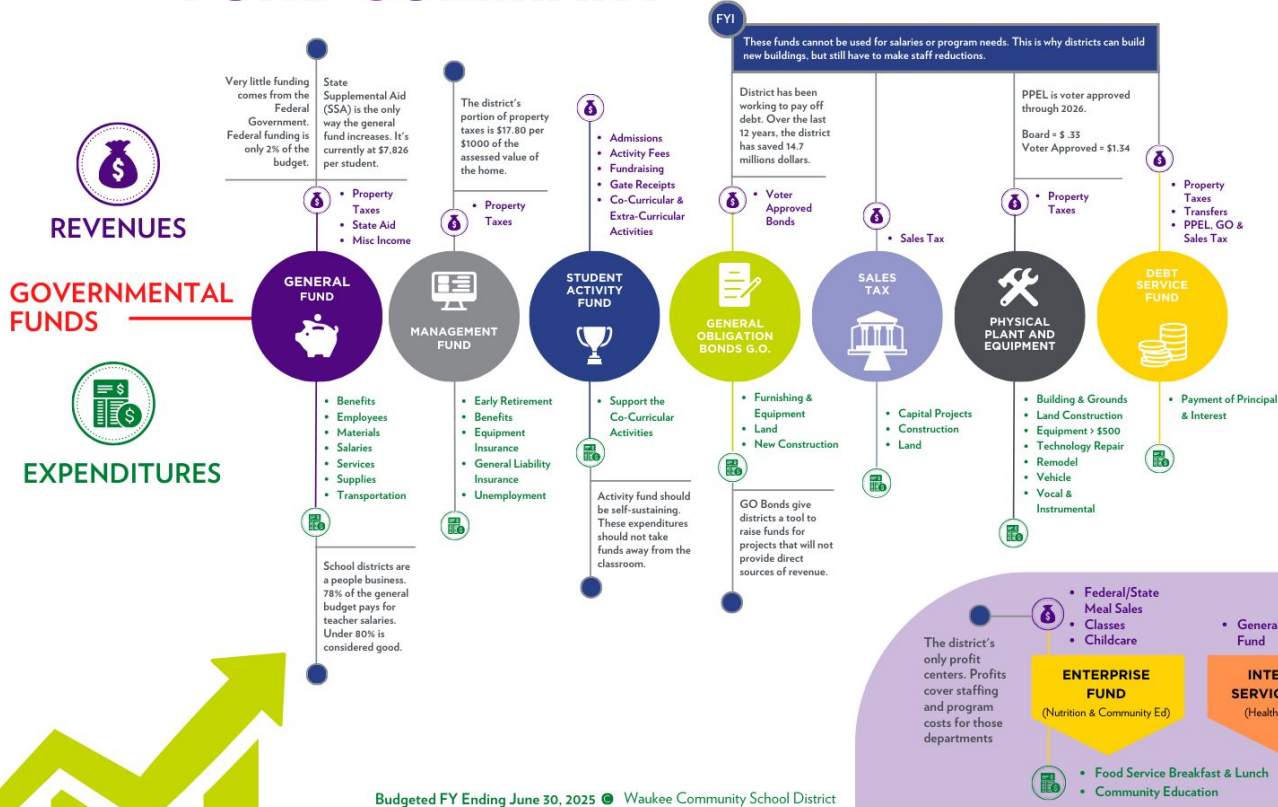 FYI
These funds cannot be used for salaries or program needs. This is why districts can build
new buildings, but still have to make staff reductions.
REVENUES
Very little funding
comes from the
Federal
Government.
Federal funding is
only 2% of the
budget.
State
Supplemental Aid
(SSA) is the only
way the general
fund increases. It's
currently at $7,826
per student.
• Property
Taxes
• State Aid
• Misc Income
The district's
portion of property
taxes is $17.80 per
$1000 of the
assessed value of
the home.
• Property
Taxes
• Admissions
• Activity Fees
• Fundraising
• Gate Receipts
• Co-Curricular &
Extra-Curricular
Activities
District has been
working to pay off
debt. Over the last
12 years, the district
has saved 14.7
millions dollars.
• Voter
Approved
Bonds
• Sales Tax
PPEL is voter approved
through 2026.
Board = $ .33
Voter Approved = $1.34
• Property
Taxes
• Property
Taxes
• Transfers
• PPEL, GO &
Sales Tax
GOVERNMENTAL
FUNDS
GENERAL
FUND
MANAGEMENT
FUND
STUDENT
ACTIVITY
FUND
GENERAL
OBLIGATION
BONDS G.O.
SALES
TAX
PHYSICAL
PLANT AND
EQUIPMENT
DEBT
SERVICE
FUND
EXPENDITURES
• Benefits
• Employees
• Materials
• Salaries
• Services
• Supplies
• Transportation
School districts are
a people business.
78% of the general
budget pays for
teacher salaries.
Under 80% is
considered good.
• Early Retirement
• Benefits
• Equipment
Insurance
• General Liability
Insurance
• Unemployment
• Support the
Co-Curricular
Activities
Activity fund should
be self-sustaining.
These expenditures
should not take
funds away from the
classroom.
• Furnishing &
Equipment
• Land
• New Construction
GO Bonds give
districts a tool to
raise funds for
projects that will not
provide direct
sources of revenue.
• Capital Projects
• Construction
• Land
• Building & Grounds
• Land Construction
• Equipment > $500
• Technology Repair
• Remodel
• Vehicle
• Vocal &
Instrumental
• Payment of Principal
& Interest
The district's
only profit
centers. Profits
cover staffing
and program
costs for those
departments
• Federal/State
Meal Sales
• Classes
• Childcare
ENTERPRISE
FUND
(Nutrition & Community Ed)
• Food Service Breakfast & Lunch
• Community Education
• Genera
Fund
INTE
SERVIC
(Health
Budgeted FY Ending June 30, 2025 © Waukee Community School District